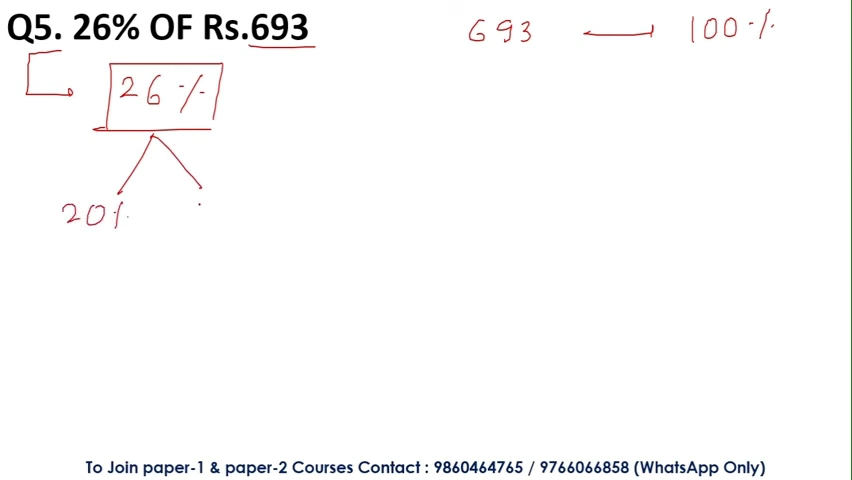 Q5. 26% OF Rs.693
693 100%
26%
20%
To Join paper-1 & paper-2 Courses Contact : 9860464765 / 9766066858 (WhatsApp Only)